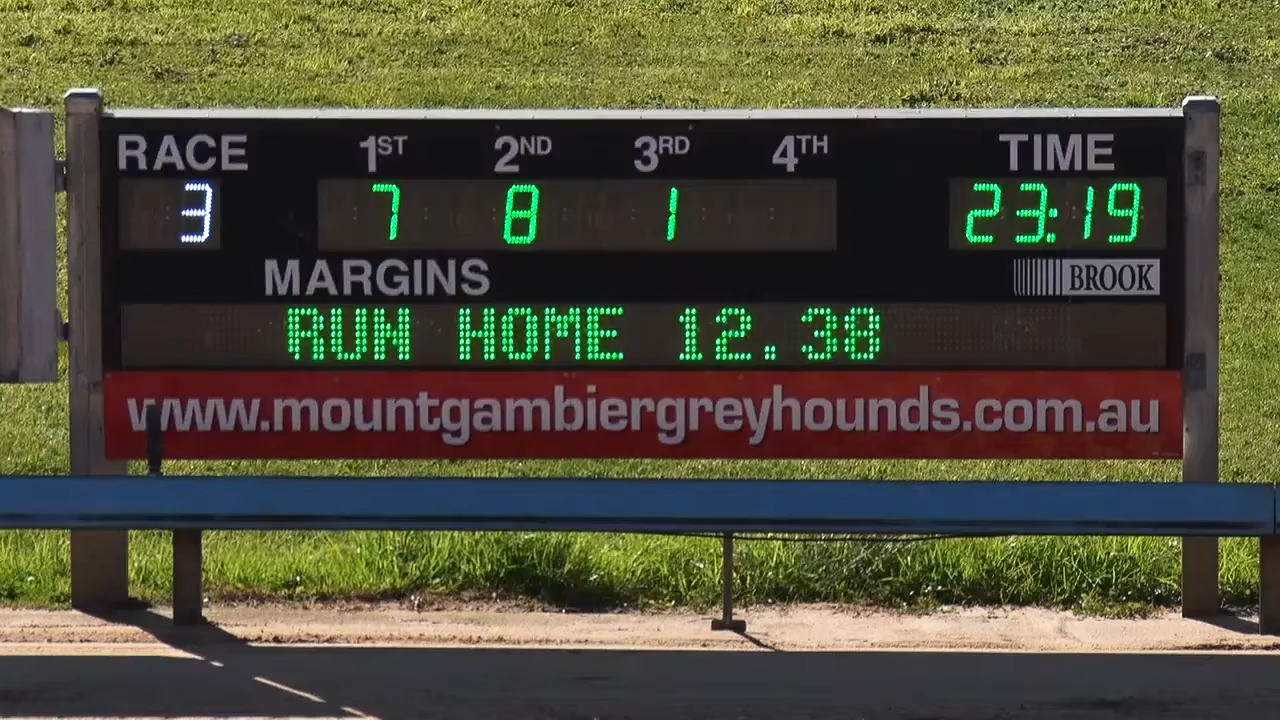 RACE 1ST 2ND 3RD 4TH TIME
3 7 8 1 23:19
MARGINS BROOK
RUN HOME 12.38
www.mountgambiergreyhounds.com.au